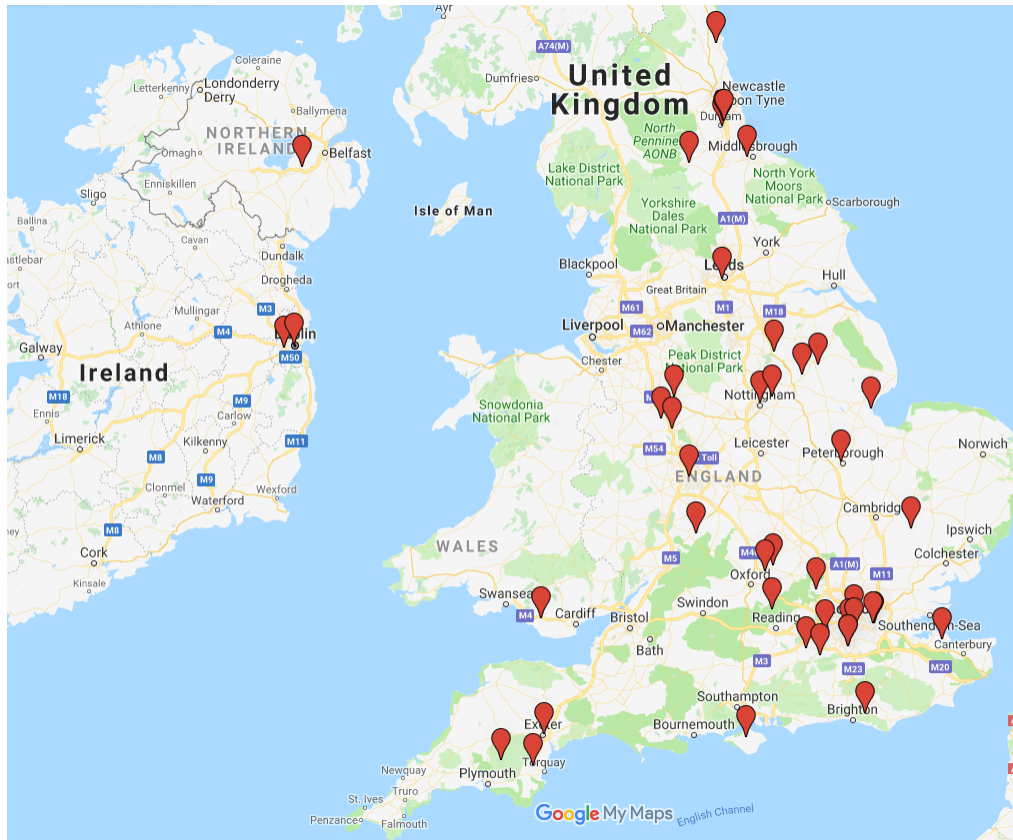 Ayr
A74(M)
Coleraine
Dumfries
United
Kingdom
Newcastle
upon Tyne
Letterkenny
Londonderry
Derry
Ballymena
Durham
NORTHERN
IRELAND
North
Pennines
AONB
Middlesbrough
Omagh
Belfast
Lake District
National Park
North York
Moors
National Park
Enniskillen
Sligo
Yorkshire
Dales
National Park
Scarborough
Isle of Man
A1(M)
Ballina
Cavan
Dundalk
York
Castlebar
Blackpool
Leeds
Hull
Drogheda
Great Britain
Mullingar
M3
M61
M1
M18
Athlone
M4
Dublin
Liverpool
M62
Manchester
Galway
M50
Chester
Peak District
National Park
Ireland
M18
M9
Nottingham
Ennis
Carlow
Snowdonia
National Park
Limerick
Kilkenny
M11
M54
Toll
Leicester
Norwich
M8
Peterborough
M9
ENGLAND
Clonmel
Wexford
Waterford
Cambridge
M8
Ipswich
WALES
Cork
M5
M40
Colchester
A1(M)
Kinsale
Oxford
M11
Swansea
Swindon
M4
Cardiff
Bristol
Reading
Southend-on-Sea
Bath
Canterbury
M3
M23
M20
Southampton
Brighton
Bournemouth
Exeter
Torquay
Newquay
Plymouth
Truro
St. Ives
Penzance
Falmouth
Google My Maps
English Channel